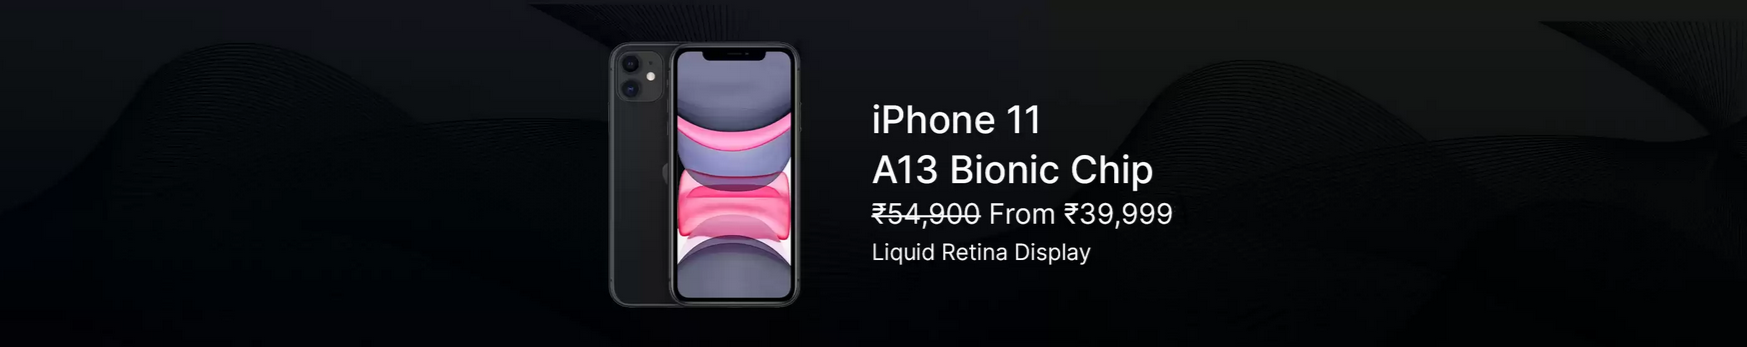 iPhone 11
A13 Bionic Chip
₹54,900 From ₹39,999
Liquid Retina Display